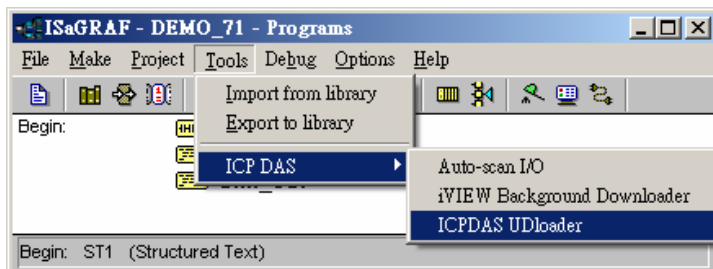 ISaGRAF - DEMO_71 - Programs
File Make Project Tools Debug Options Help
Import from library
Export to library
ICP DAS
Auto-scan I/O
iVIEW Background Downloader
ICPDAS UDloader
Begin:
Begin: ST1 (Structured Text)